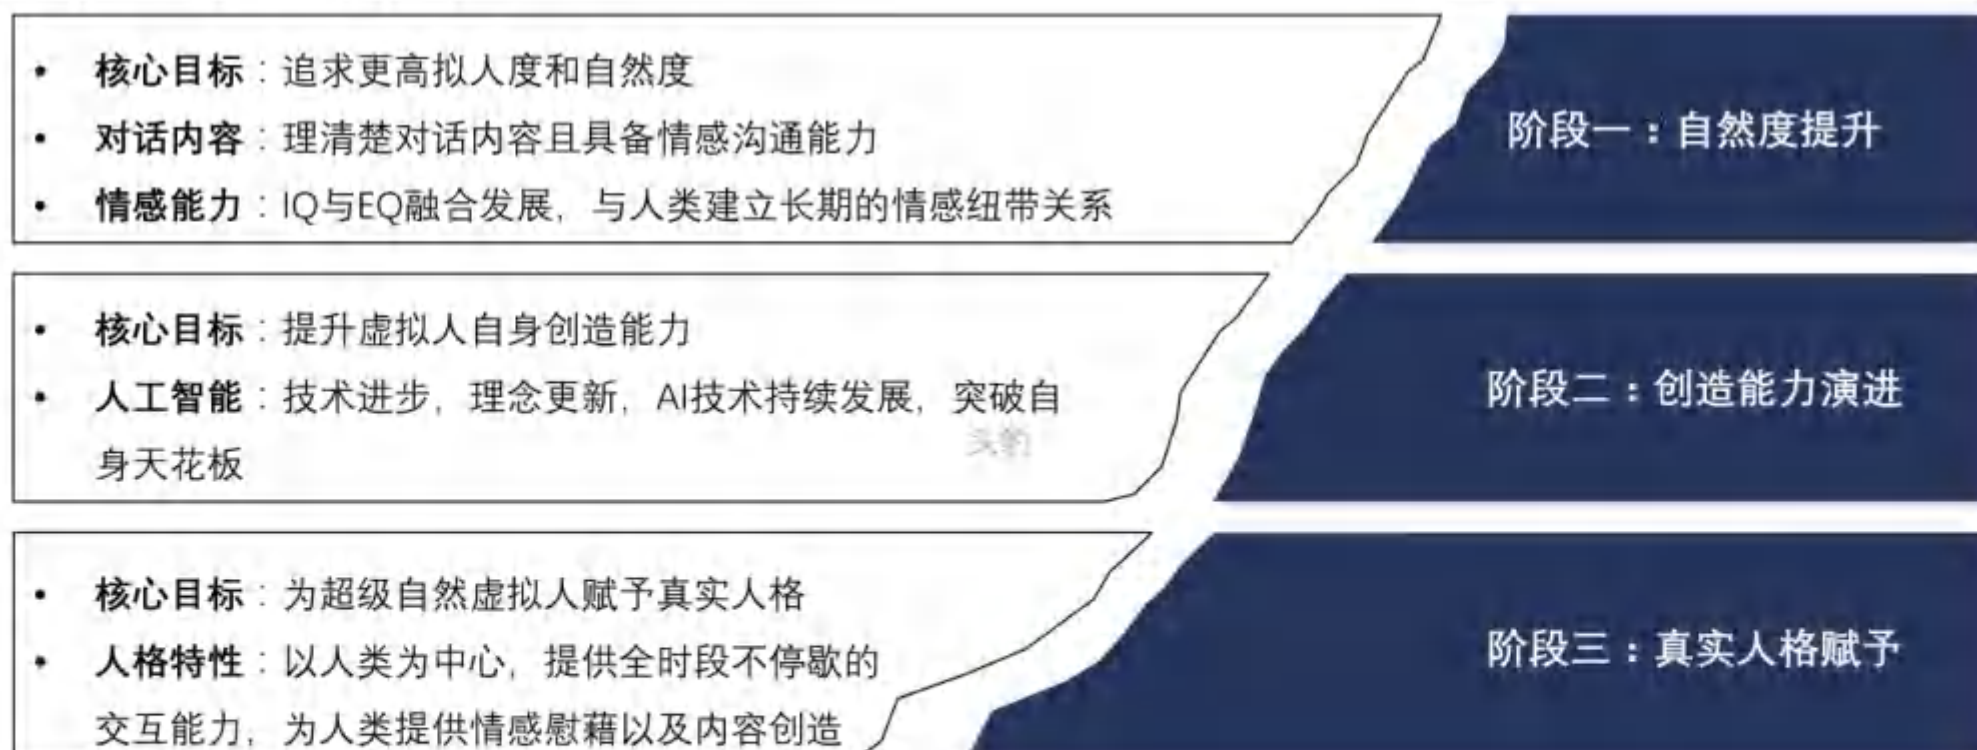 核心目标：追求更高拟人度和自然度
对话内容：理清楚对话内容且具备情感沟通能力
情感能力：IQ与EQ融合发展，与人类建立长期的情感纽带关系
阶段一：自然度提升
核心目标：提升虚拟人自身创造能力
人工智能：技术进步，理念更新，AI技术持续发展，突破自
身天花板
头豹
阶段二：创造能力演进
核心目标：为超级自然虚拟人赋予真实人格
人格特性：以人类为中心，提供全时段不停歇的
交互能力，为人类提供情感慰藉以及内容创造
阶段三：真实人格赋予